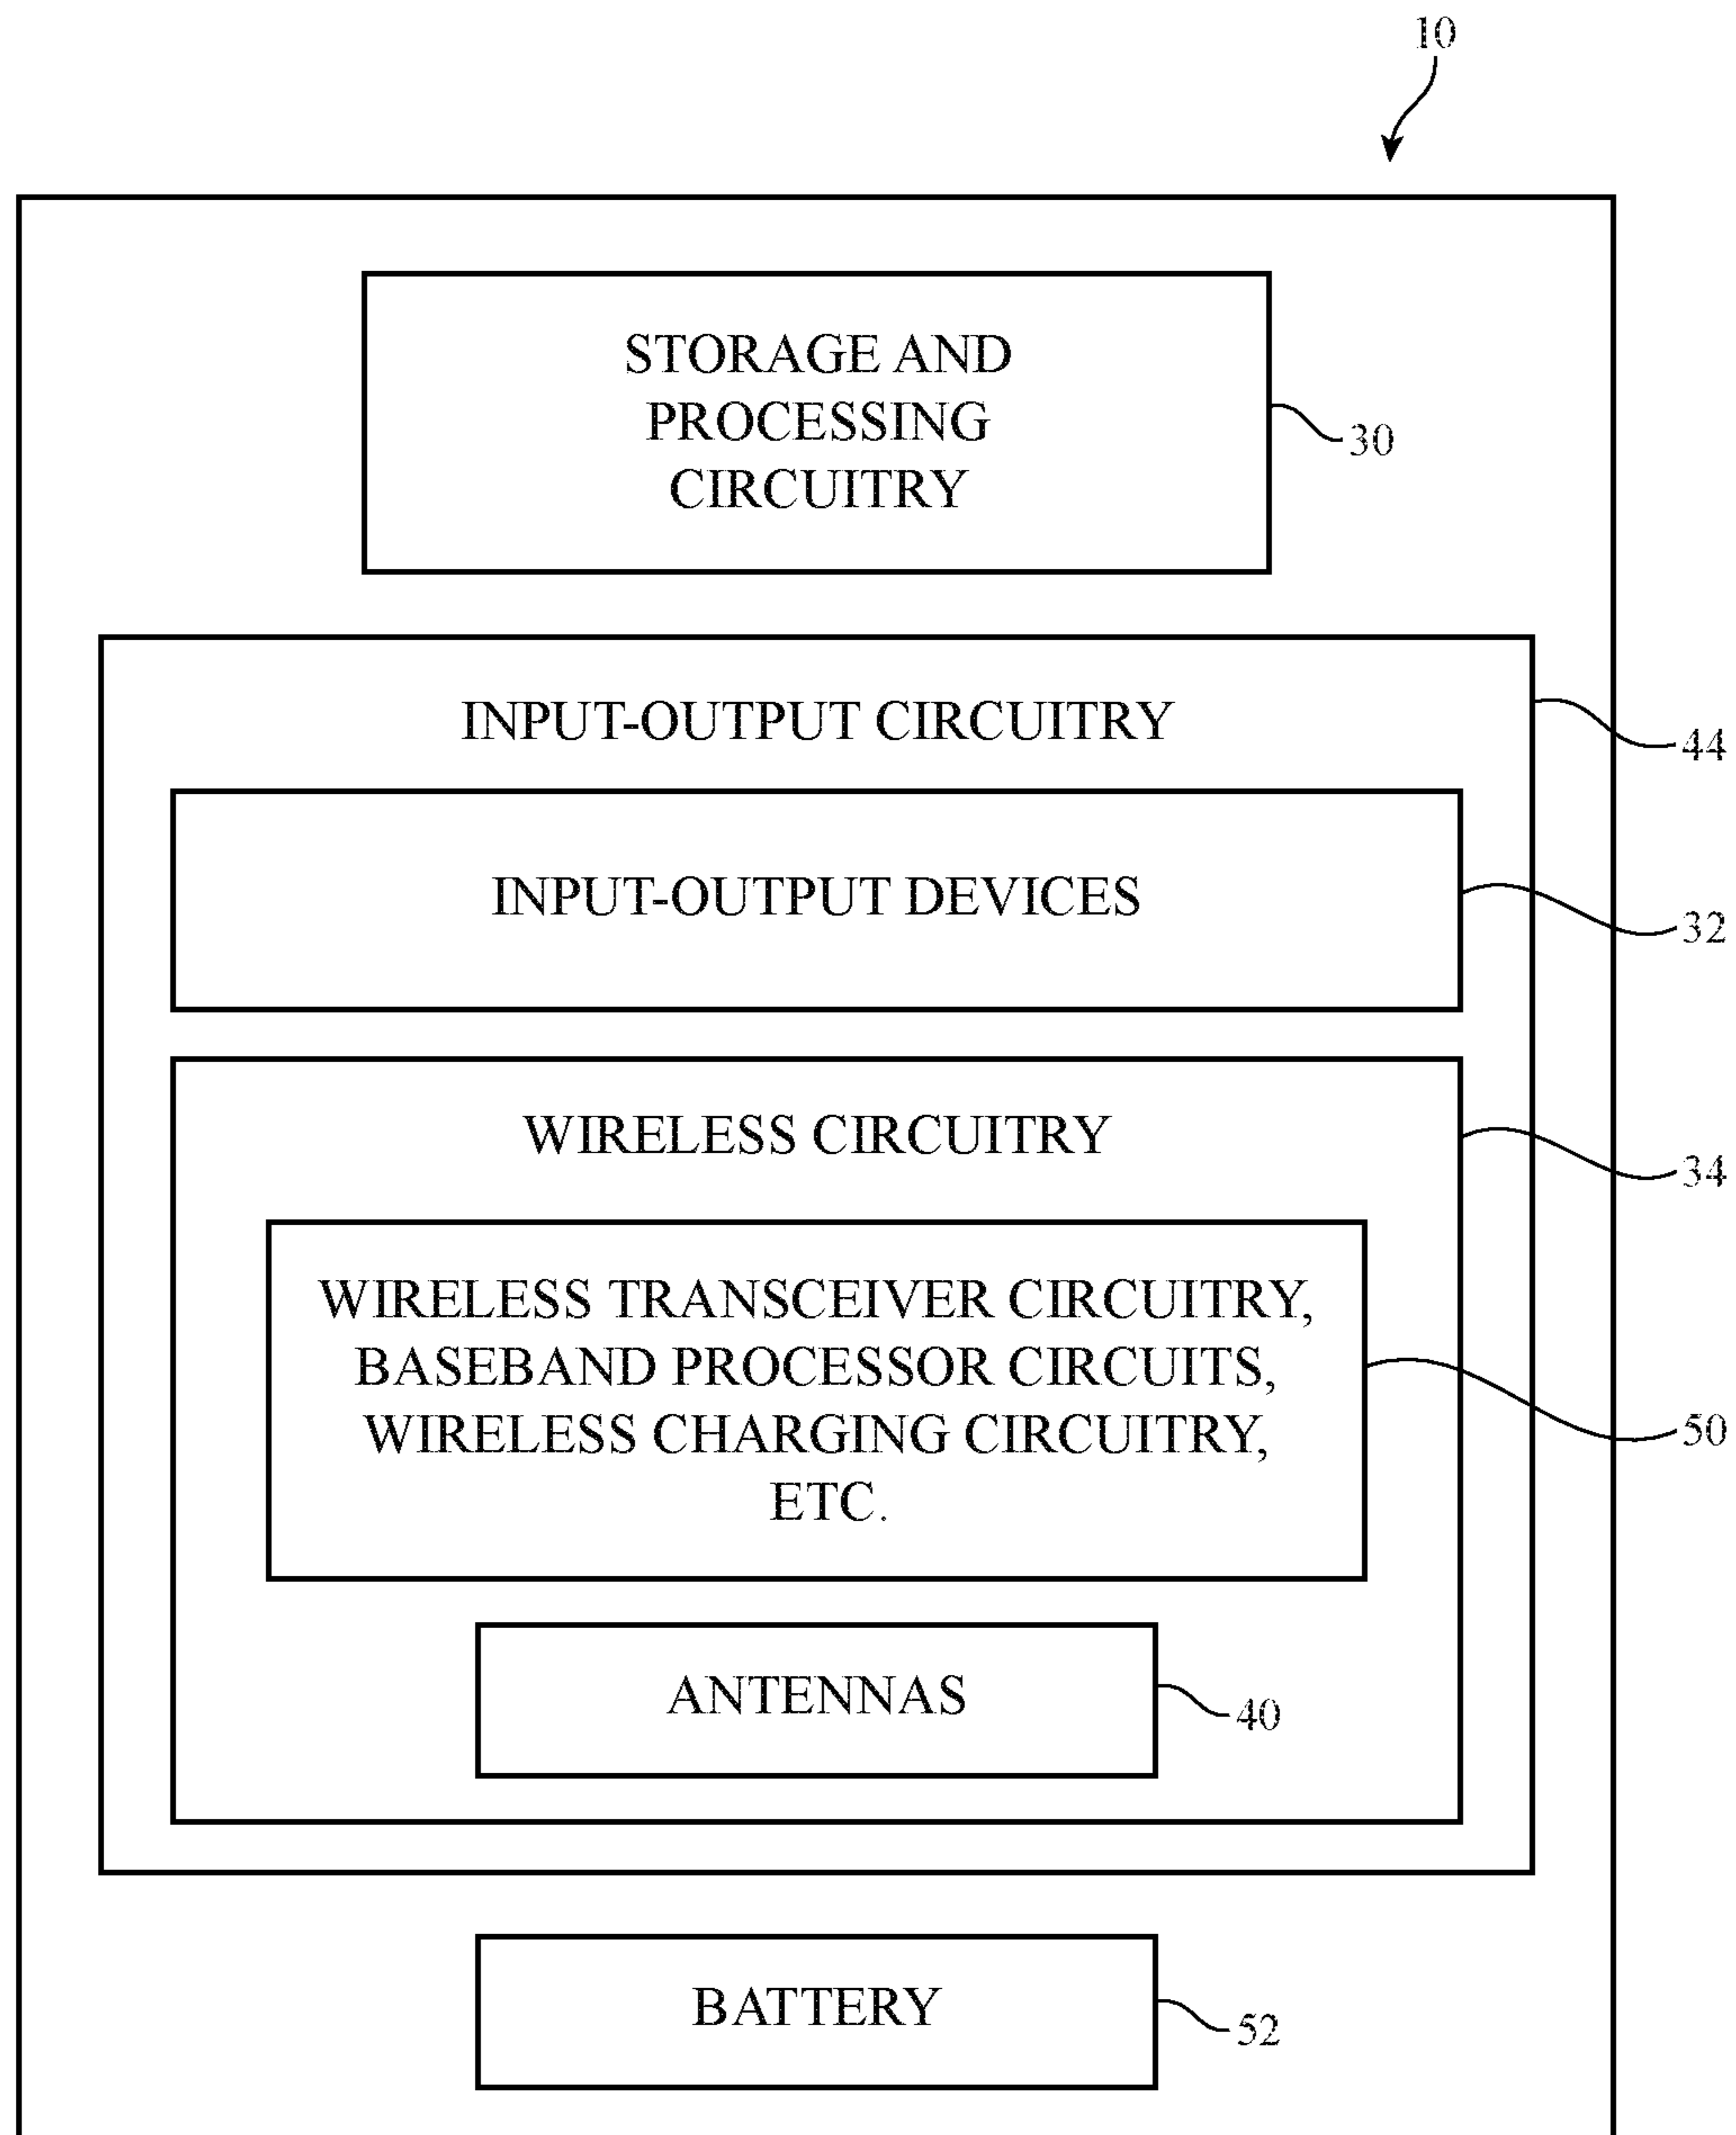 10
STORAGE AND
PROCESSING
CIRCUITRY
30
INPUT-OUTPUT CIRCUITRY
44
INPUT-OUTPUT DEVICES
32
WIRELESS CIRCUITRY
34
WIRELESS TRANSCEIVER CIRCUITRY,
BASEBAND PROCESSOR CIRCUITS,
WIRELESS CHARGING CIRCUITRY,
ETC.
50
ANTENNAS
40
BATTERY
52